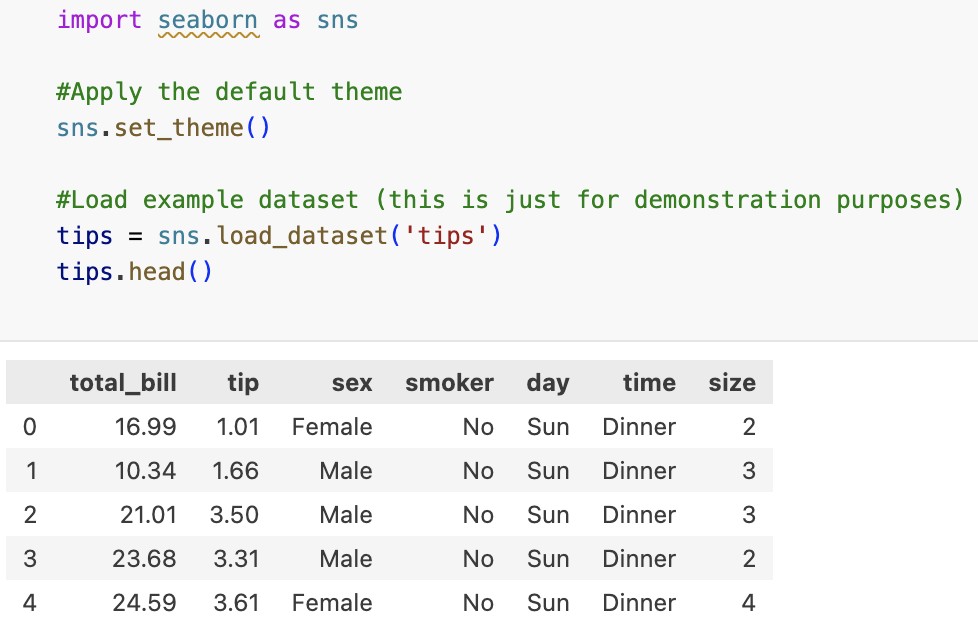 import seaborn as sns
#Apply the default theme
sns.set_theme()
#Load example dataset (this is just for demonstration purposes)
tips = sns.load_dataset('tips')
tips.head()
total_bill tip sex smoker day time size
0 16.99 1.01 Female No Sun Dinner 2
1 10.34 1.66 Male No Sun Dinner 3
2 21.01 3.50 Male No Sun Dinner 3
3 23.68 3.31 Male No Sun Dinner 2
4 24.59 3.61 Female No Sun Dinner 4